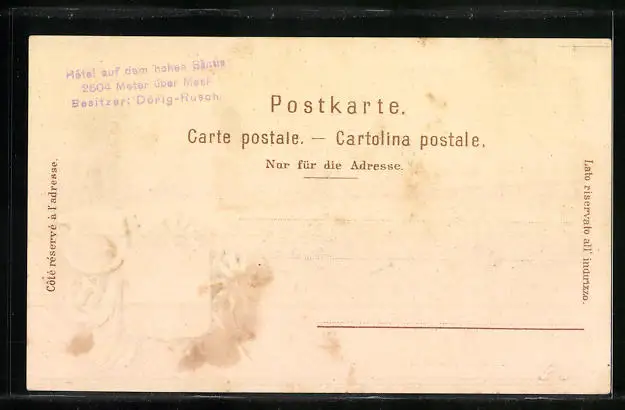 Hôtel auf dem hohen Säntis
2504 Meter über Meer
Besitzer: Dörig-Rusch
Postkarte.
Carte postale. — Cartolina postale.
Nur für die Adresse.
Côté réservé à l'adresse.
Lato riservato all' indirizzo.